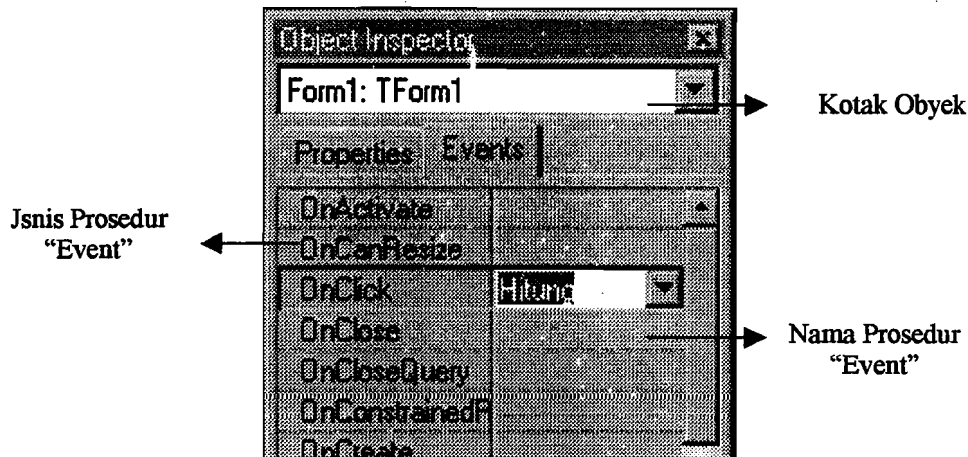 Object Inspector
Form1: TForm1
Kotak Obyek
Properties Events
OnActivate
Jsnis Prosedur
“Event”
OnCanResize
OnClick Hitung
OnClose
Nama Prosedur
“Event”
OnCloseQuery
OnConstrainedR
OnCreate